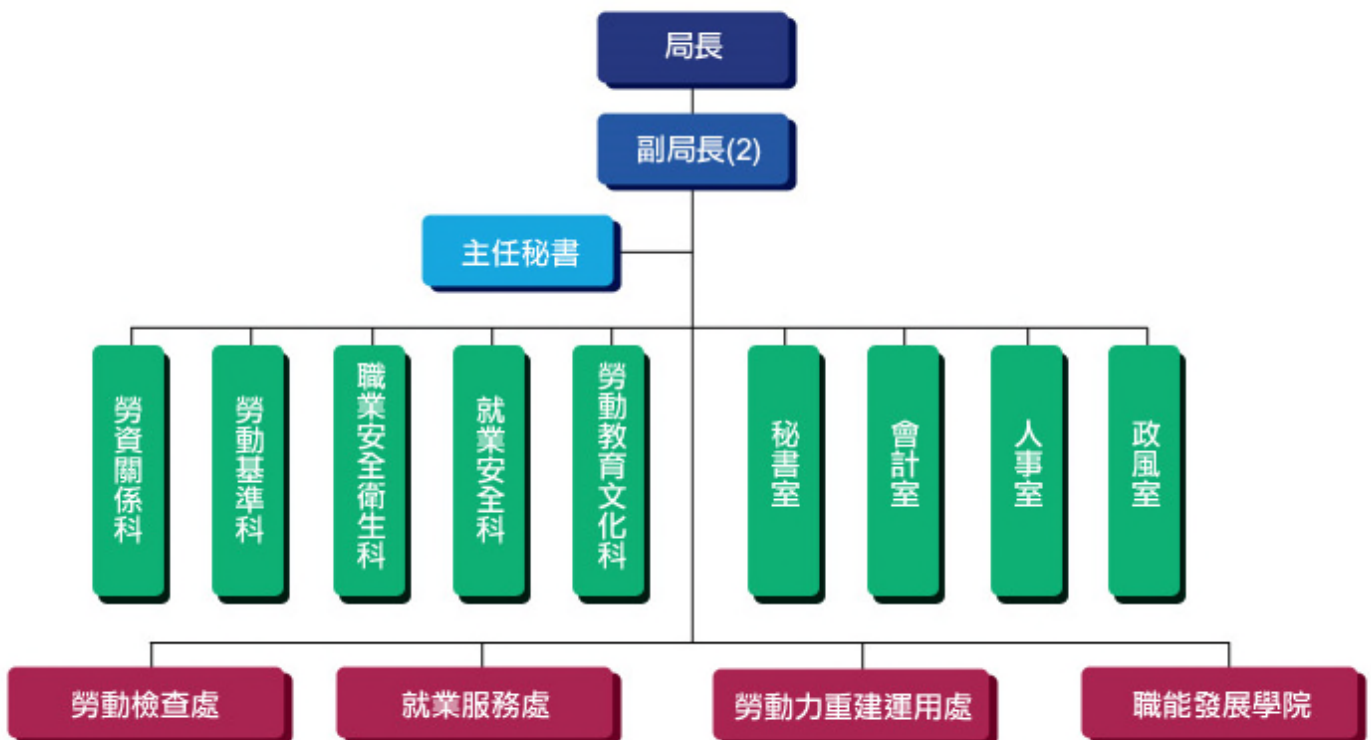 局長
副局長(2)
主任秘書
勞資關係科
勞動基準科
職業安全衛生科
就業安全科
勞動教育文化科
秘書室
會計室
人事室
政風室
勞動檢查處
就業服務處
勞動力重建運用處
職能發展學院